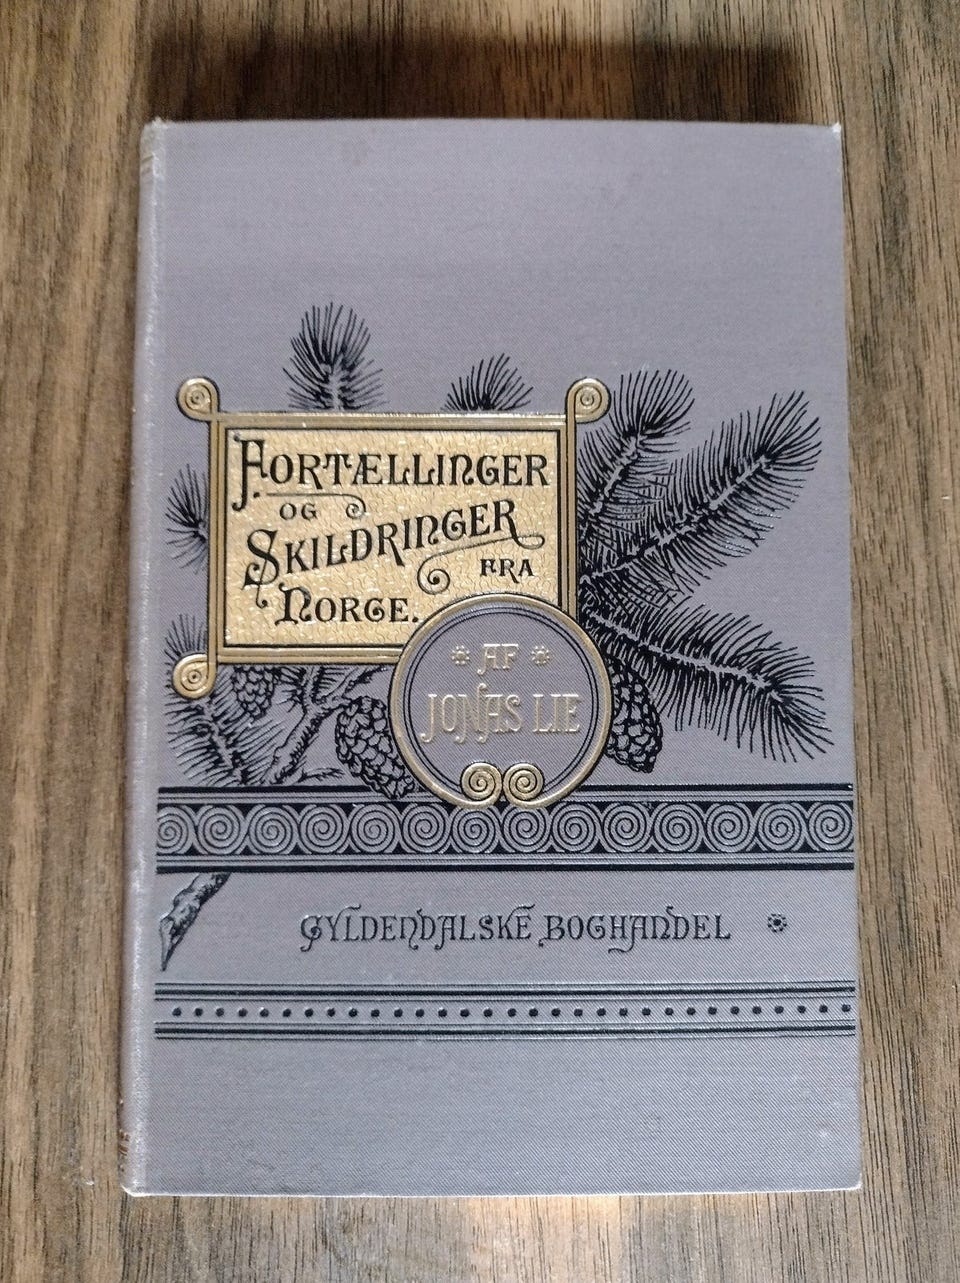 FORTÆLLINGER
OG
SKILDRINGER
FRA
NORGE.
AF
JONAS LIE
GYLDENDALSKE BOGHANDEL